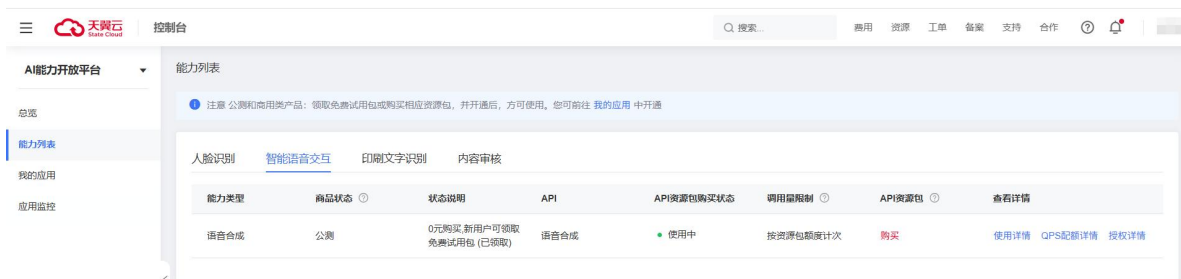 天翼云
State Cloud
控制台
搜索...
费用 资源 工单 备案 支持 合作
AI能力开放平台
总览
能力列表
我的应用
应用监控
能力列表
注意 公测和商用类产品：领取免费试用包或购买相应资源包，并开通后，方可使用。您可前往 我的应用 中开通
人脸识别 智能语音交互 印刷文字识别 内容审核
能力类型 商品状态 状态说明 API API资源包购买状态 调用量限制 API资源包 查看详情
语音合成 公测 0元购买,新用户可领取 语音合成 使用中 按资源包额度计次 购买 使用详情 QPS配额详情 授权详情
免费试用包 (已领取)